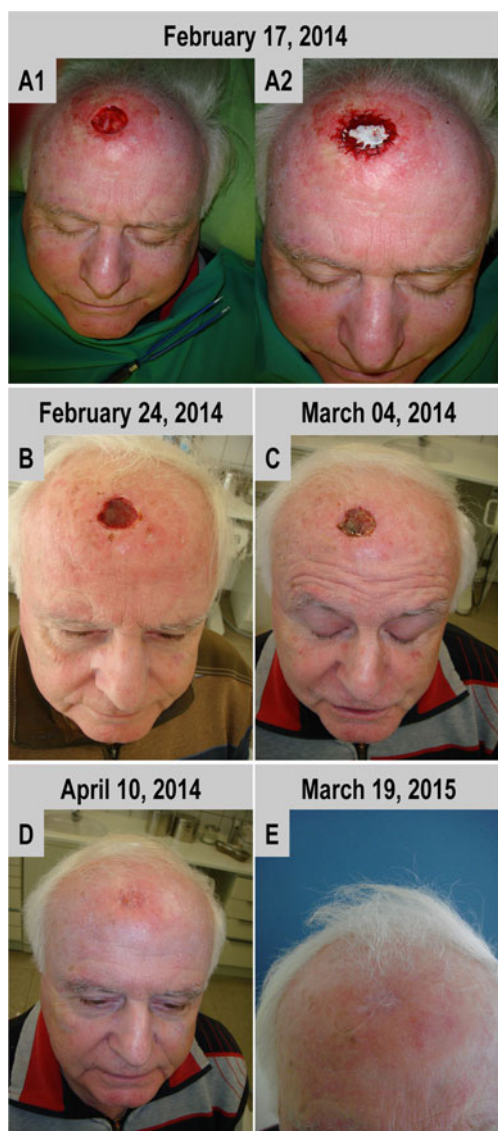 February 17, 2014
A1
A2
February 24, 2014
March 04, 2014
B
C
April 10, 2014
March 19, 2015
D
E